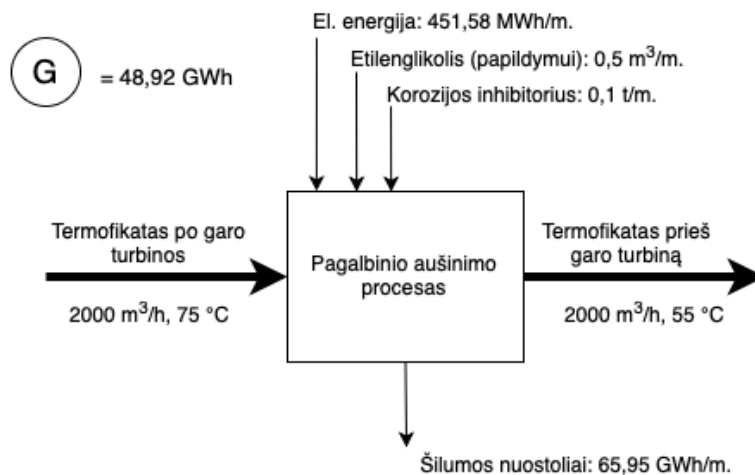 El. energija: 451,58 MWh/m.
G
= 48,92 GWh
Etilenglikolis (papildymui): 0,5 m³/m.
Korozijos inhibitorius: 0,1 t/m.
Termofikatas po garo
turbinos
2000 m³/h, 75 °C
Pagalbinio aušinimo
procesas
Termofikatas prieš
garo turbiną
2000 m³/h, 55 °C
Šilumos nuostoliai: 65,95 GWh/m.